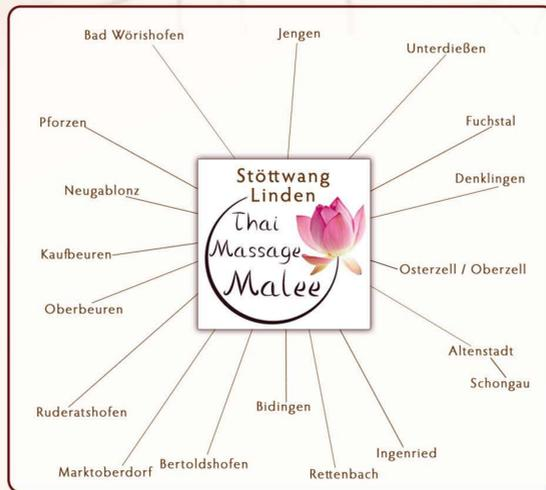 Bad Wörishofen
Jengen
Unterdießen
Pforzen
Fuchstal
Neugablonz
Denklingen
Stöttwang
Linden
Thai
Massage
Malee
Kaufbeuren
Osterzell / Oberzell
Oberbeuren
Altenstadt
Schongau
Ruderatshofen
Bidingen
Marktoberdorf
Bertoldshofen
Rettenbach
Ingenried